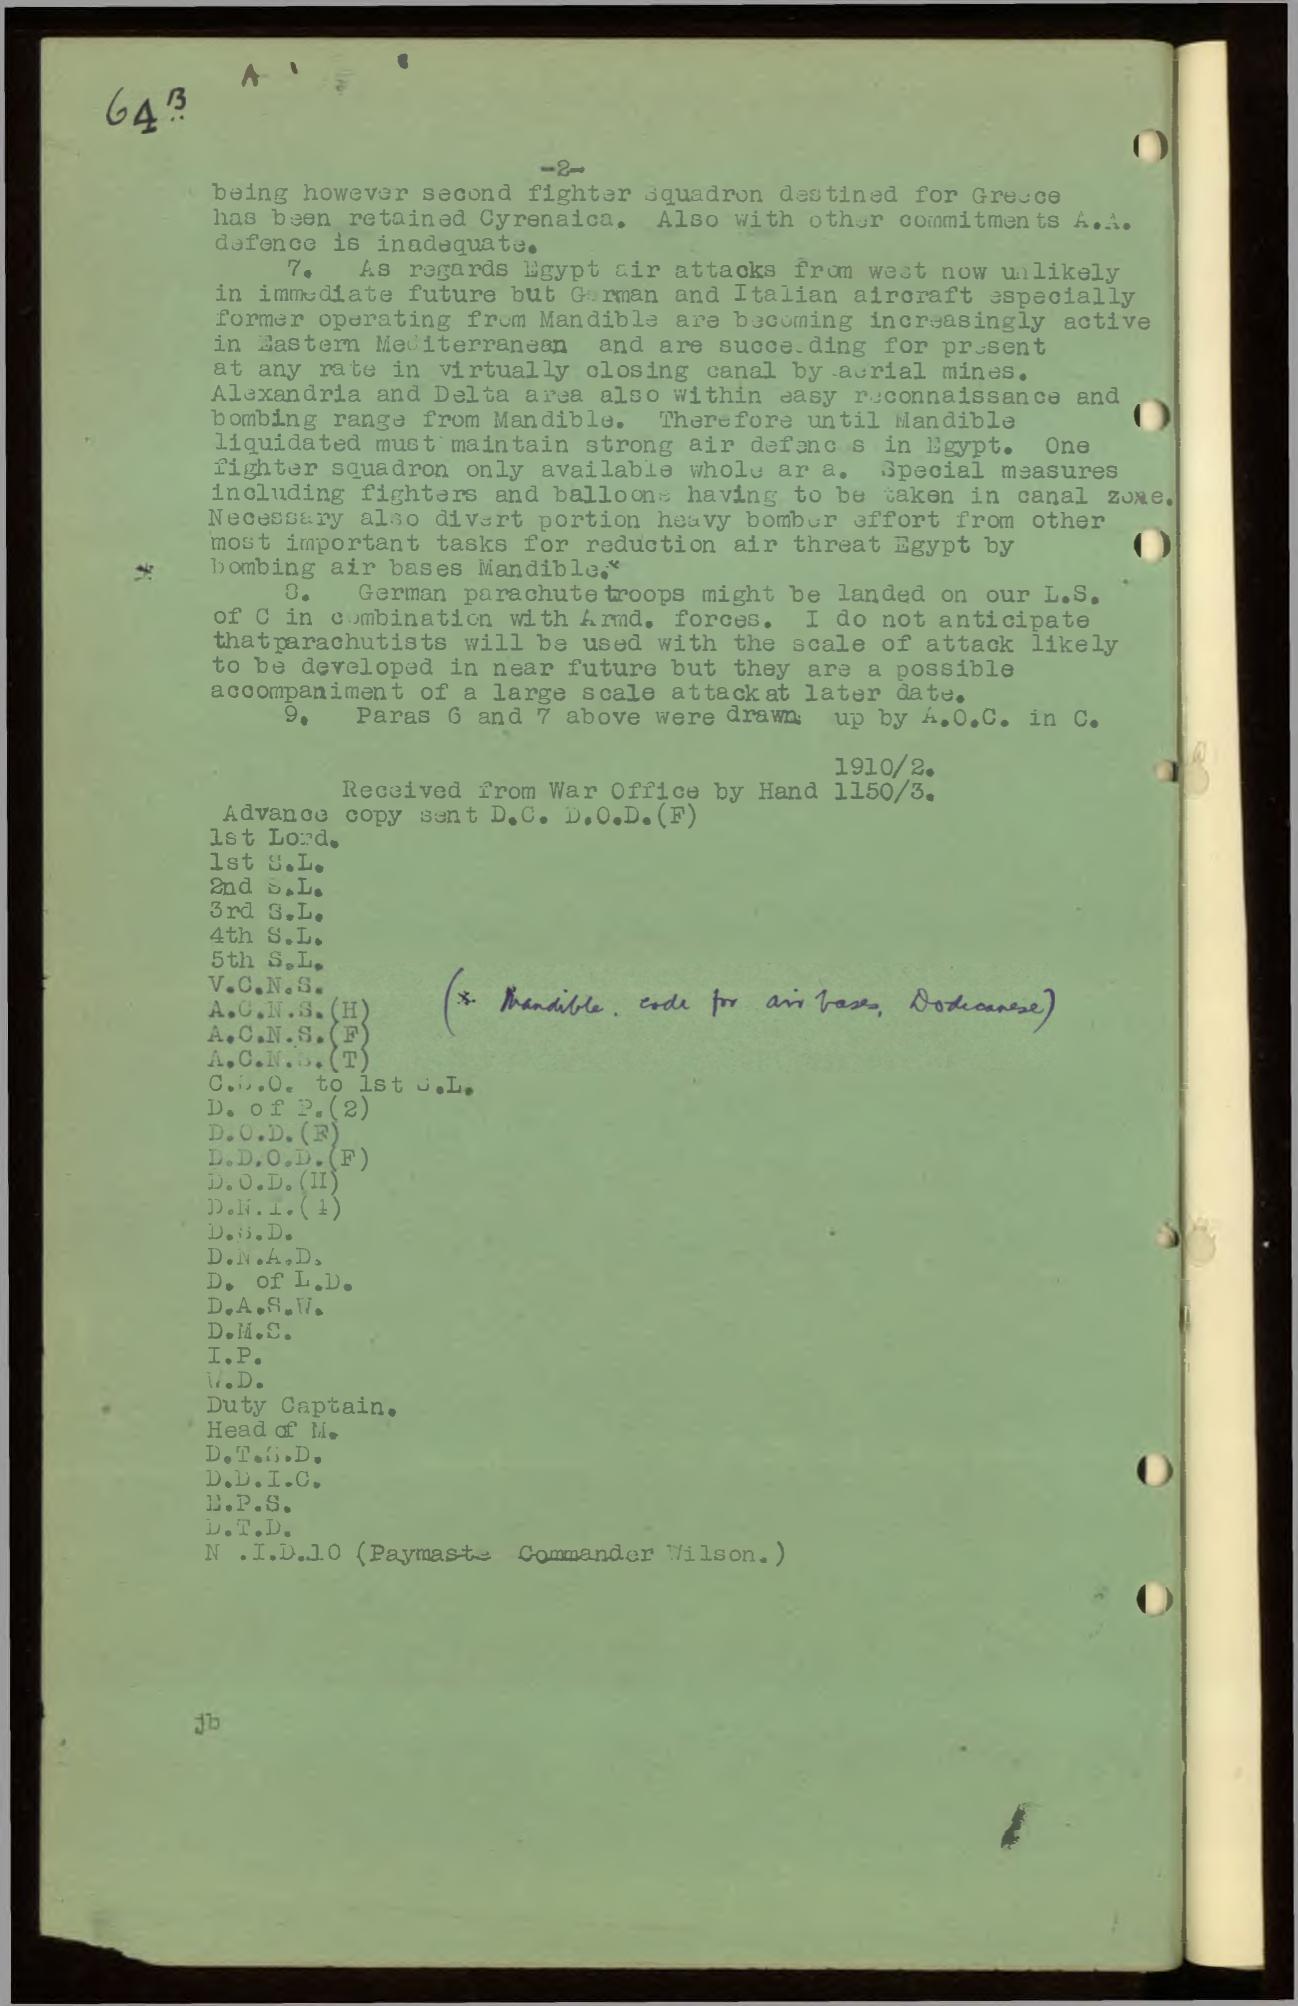 A
64 B
-2-
being however second fighter squadron destined for Greece
has been retained Cyrenaica. Also with other commitments A.A.
defence is inadequate.
7. As regards Egypt air attacks from west now unlikely
in immediate future but German and Italian aircraft especially
former operating from Mandible are becoming increasingly active
in Eastern Mediterranean and are succeeding for present
at any rate in virtually closing canal by aerial mines.
Alexandria and Delta area also within easy reconnaissance and
bombing range from Mandible. Therefore until Mandible
liquidated must maintain strong air defenc s in Egypt. One
fighter squadron only available whole ar a. Special measures
including fighters and balloons having to be taken in canal zone.
Necessary also divert portion heavy bomber effort from other
most important tasks for reduction air threat Egypt by
* bombing air bases Mandible.*
8. German parachute troops might be landed on our L.S.
of C in combination with Armd. forces. I do not anticipate
thatparachutists will be used with the scale of attack likely
to be developed in near future but they are a possible
accompaniment of a large scale attack at later date.
9. Paras 6 and 7 above were drawn up by A.O.C. in C.
1910/2.
Received from War Office by Hand 1150/3.
Advance copy sent D.C. D.O.D.(F)
1st Lord.
1st S.L.
2nd S.L.
3rd S.L.
4th S.L.
5th S.L.
V.C.N.S.
A.C.N.S.(H)
(* Mandible. code for air bases, Dodecanese)
A.C.N.S.(F)
A.C.N.S.(T)
C.S.O. to 1st S.L.
D. of P.(2)
D.O.D.(F)
D.D.O.D.(F)
D.O.D.(H)
D.N.I.(1)
D.S.D.
D.N.A.D.
D. of L.D.
D.A.S.W.
D.M.S.
I.P.
W.D.
Duty Captain.
Head of M.
D.T.S.D.
D.D.I.C.
E.P.S.
D.T.D.
N .I.D.10 (Paymaste Commander Wilson.)
jb